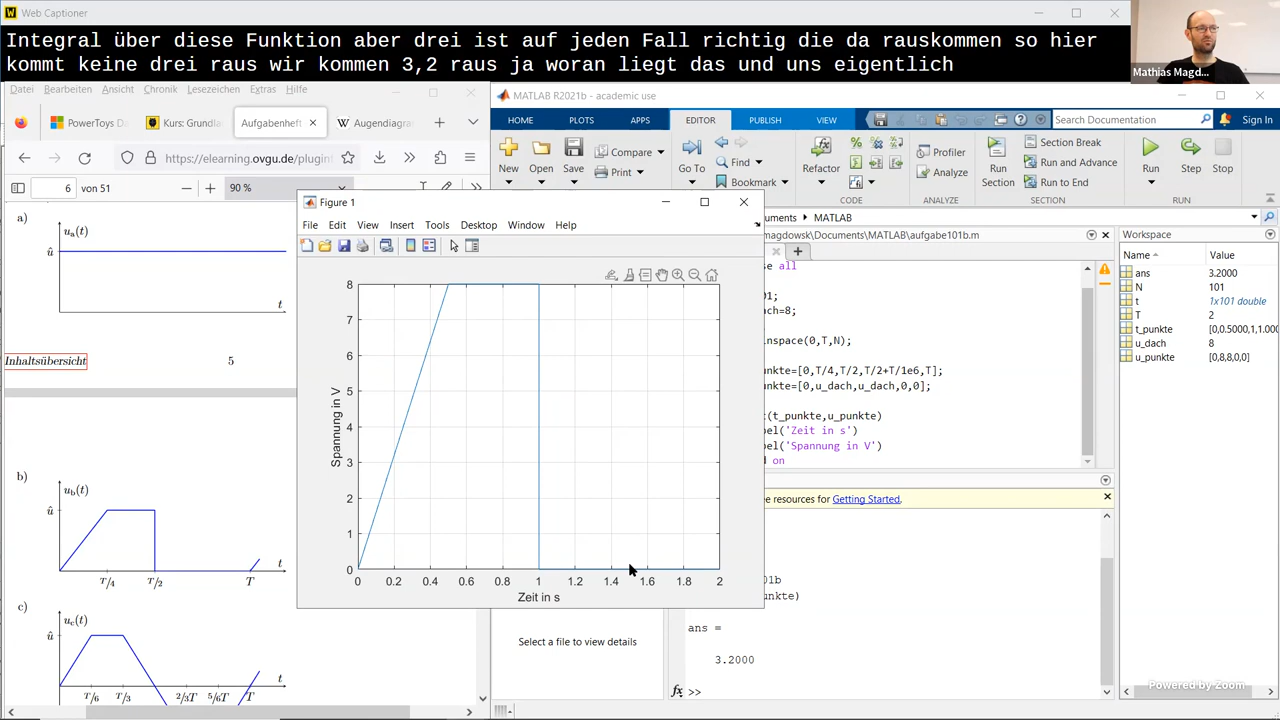 Web Captioner
Integral über diese Funktion aber drei ist auf jeden Fall richtig die da rauskommen so hier
kommt keine drei raus wir kommen 3,2 raus ja woran liegt das und uns eigentlich
Mathias Magd...
Datei Bearbeiten Ansicht Chronik Lesezeichen Extras Hilfe
PowerToys Da
Kurs: Grundla
Aufgabenheft
Augendiagra
https://elearning.ovgu.de/plugin
6 von 51
90 %
a)
ua(t)
û
t
Inhaltsübersicht
5
b)
ub(t)
û
t
T/4 T/2 T
c)
uc(t)
û
t
T/6 T/3 2/3T 5/6T T
MATLAB R2021b - academic use
HOME PLOTS APPS EDITOR PUBLISH VIEW
Search Documentation
Sign In
New Open Save
Compare
Print
Go To
Find
Bookmark
Refactor
Profiler
Analyze
Run Section
Section Break
Run and Advance
Run to End
Run Step Stop
CODE ANALYZE SECTION RUN
uments MATLAB
magdowsk\Documents\MATLAB\aufgabe101b.m
se all
01;
ach=8;
inspace(0,T,N);
unkte=[0,T/4,T/2,T/2+T/1e6,T];
unkte=[0,u_dach,u_dach,0,0];
t(t_punkte,u_punkte)
bel('Zeit in s')
bel('Spannung in V')
d on
ee resources for Getting Started.
01b
punkte)
ans =
3.2000
fx >>
Select a file to view details
Workspace
Name Value
ans 3.2000
N 101
t 1x101 double
T 2
t_punkte [0,0.5000,1,1.000
u_dach 8
u_punkte [0,8,8,0,0]
Figure 1
File Edit View Insert Tools Desktop Window Help
8
7
6
5
4
3
2
1
0
Spannung in V
0 0.2 0.4 0.6 0.8 1 1.2 1.4 1.6 1.8 2
Zeit in s
Powered by Zoom